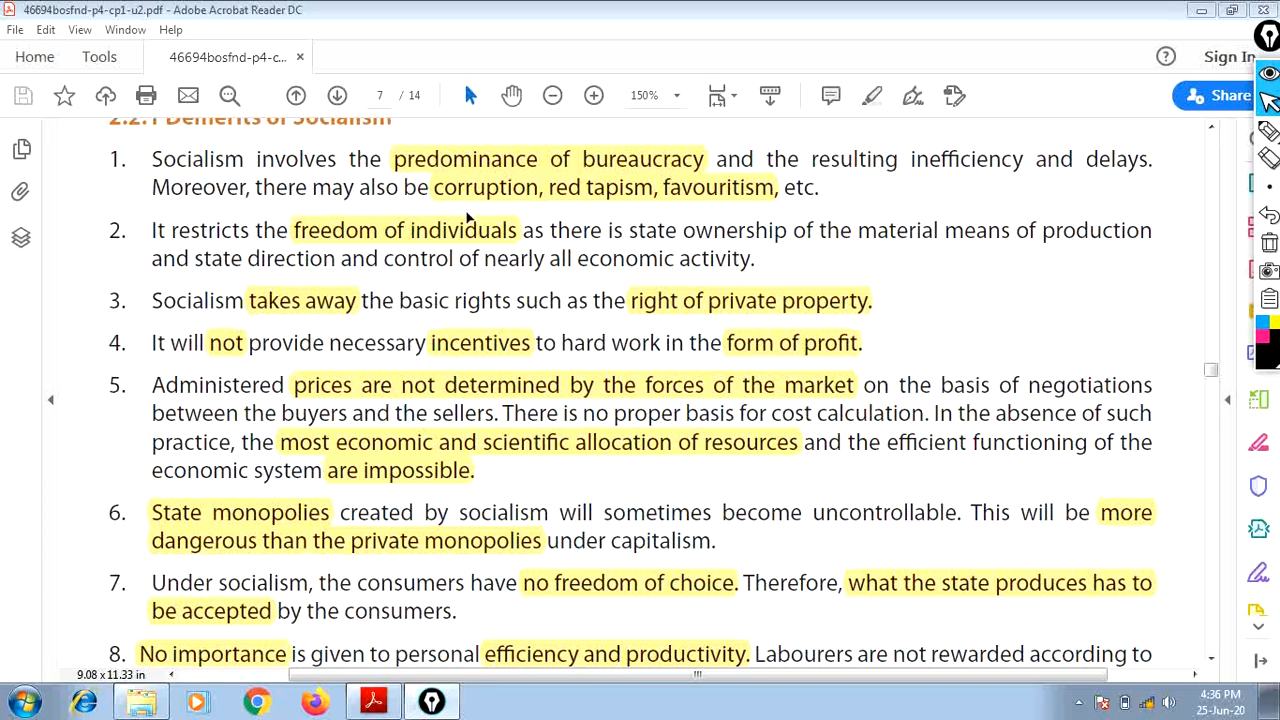 46694bosfnd-p4-cp1-u2.pdf - Adobe Acrobat Reader DC
File Edit View Window Help
Home Tools 46694bosfnd-p4-c... × Sign In
7 / 14 150% Share
2.2.1 Demerits of Socialism
1. Socialism involves the predominance of bureaucracy and the resulting inefficiency and delays.
Moreover, there may also be corruption, red tapism, favouritism, etc.
2. It restricts the freedom of individuals as there is state ownership of the material means of production
and state direction and control of nearly all economic activity.
3. Socialism takes away the basic rights such as the right of private property.
4. It will not provide necessary incentives to hard work in the form of profit.
5. Administered prices are not determined by the forces of the market on the basis of negotiations
between the buyers and the sellers. There is no proper basis for cost calculation. In the absence of such
practice, the most economic and scientific allocation of resources and the efficient functioning of the
economic system are impossible.
6. State monopolies created by socialism will sometimes become uncontrollable. This will be more
dangerous than the private monopolies under capitalism.
7. Under socialism, the consumers have no freedom of choice. Therefore, what the state produces has to
be accepted by the consumers.
8. No importance is given to personal efficiency and productivity. Labourers are not rewarded according to
9.08 x 11.33 in
4:36 PM
25-Jun-20